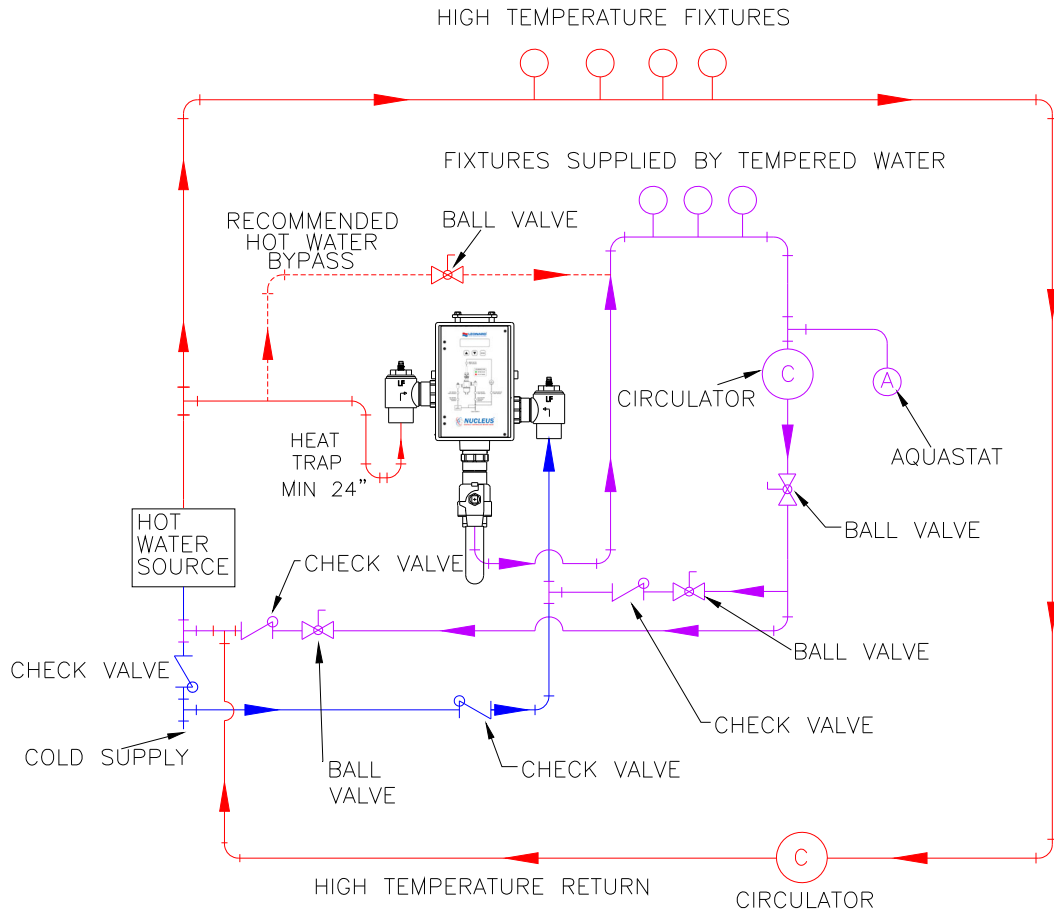 HIGH TEMPERATURE FIXTURES
FIXTURES SUPPLIED BY TEMPERED WATER
RECOMMENDED
HOT WATER
BYPASS
BALL VALVE
LEONARD
LF
LF
NUCLEUS
C
CIRCULATOR
A
AQUASTAT
HEAT
TRAP
MIN 24”
HOT
WATER
SOURCE
BALL VALVE
CHECK VALVE
BALL VALVE
CHECK VALVE
CHECK VALVE
COLD SUPPLY
BALL
VALVE
CHECK VALVE
C
HIGH TEMPERATURE RETURN
CIRCULATOR